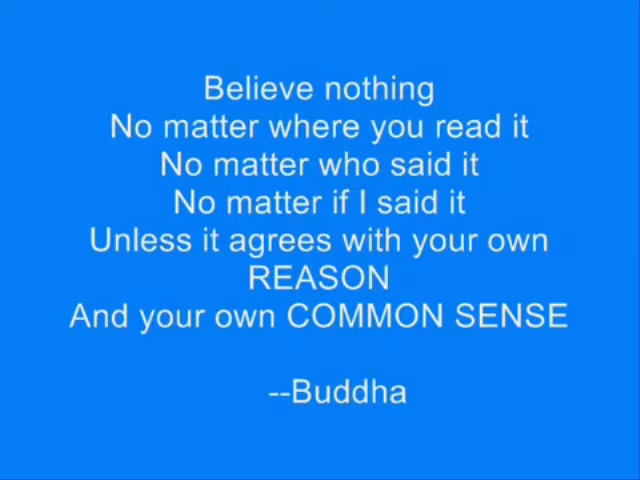 Believe nothing
No matter where you read it
No matter who said it
No matter if I said it
Unless it agrees with your own
REASON
And your own COMMON SENSE
--Buddha